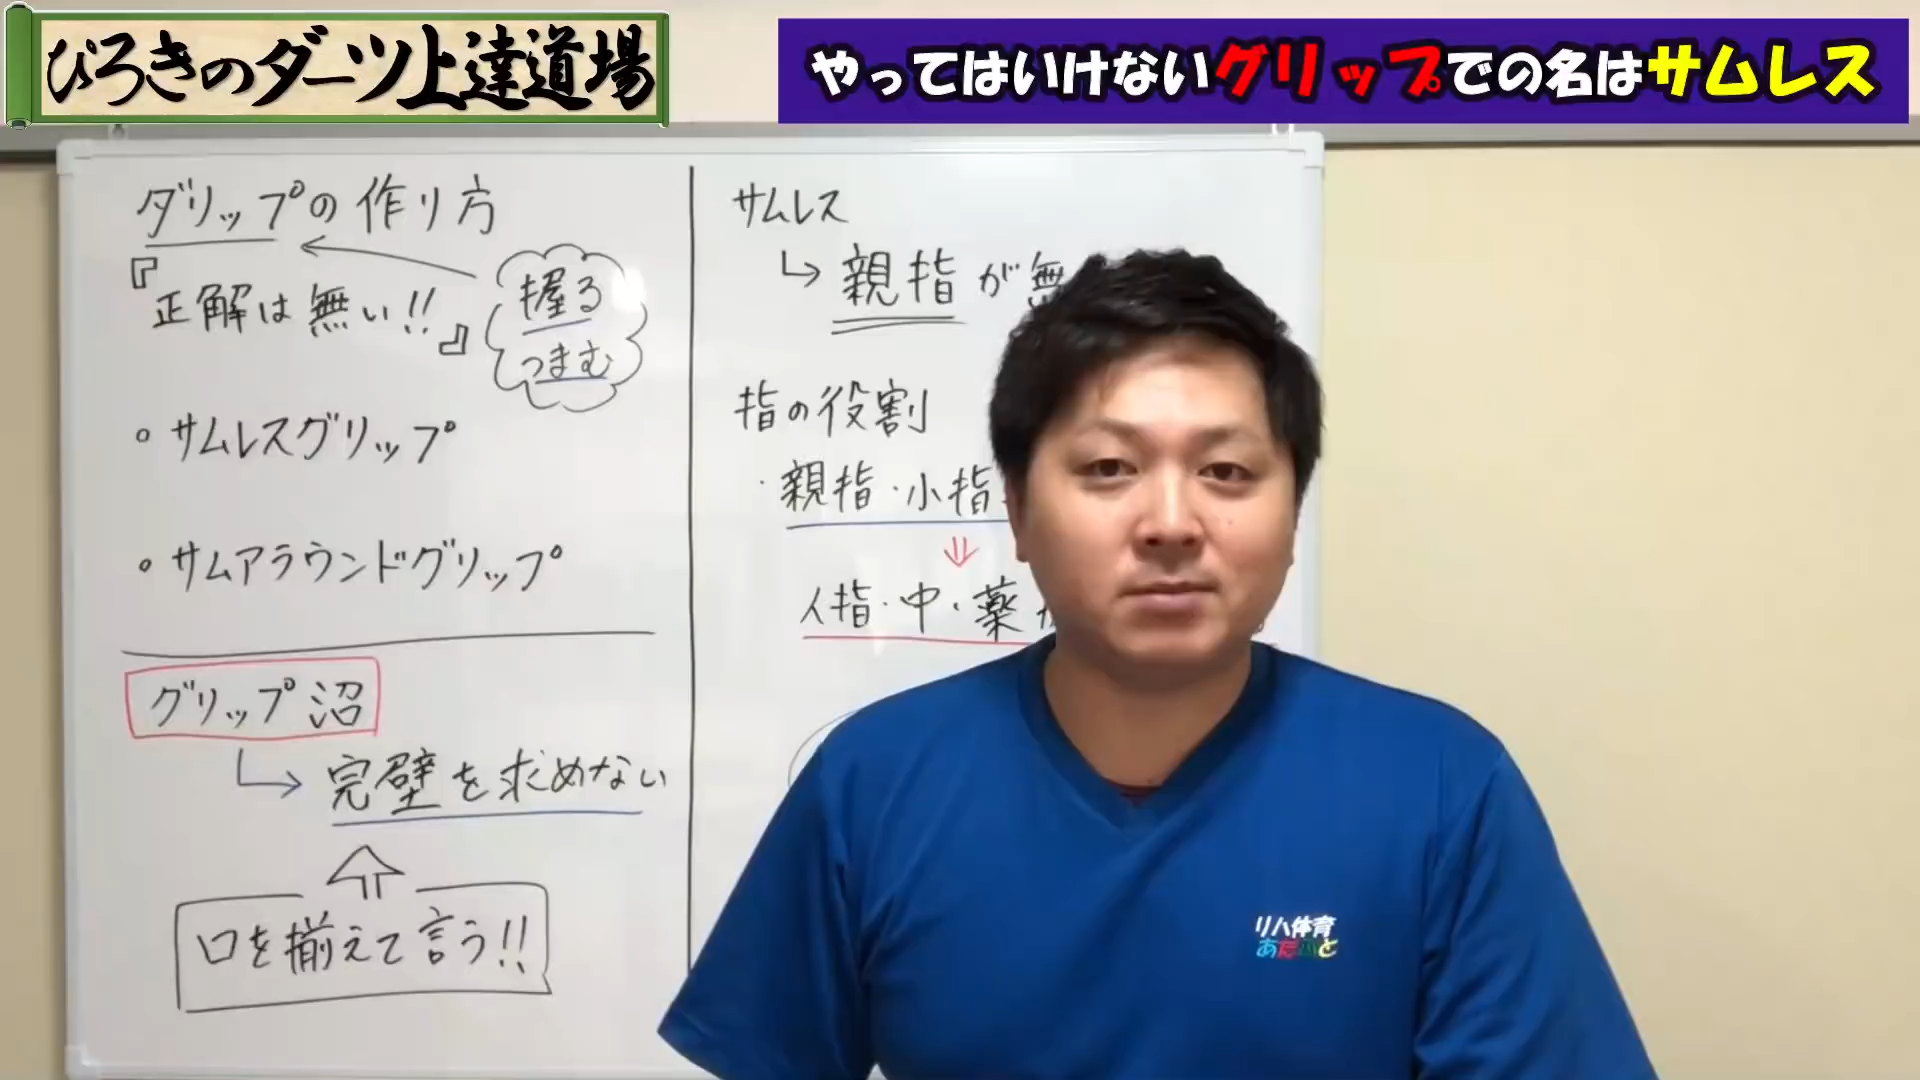 ぴろきのダーツ上達道場
やってはいけないグリップでの名はサムレス
グリップの作り方
『正解は無い!!』
握る
つまむ
・サムレスグリップ
・サムアラウンドグリップ
グリップ沼
完璧を求めない
口を揃えて言う!!
サムレス
親指が無
指の役割
・親指・小指
人指・中・薬
リハ体育